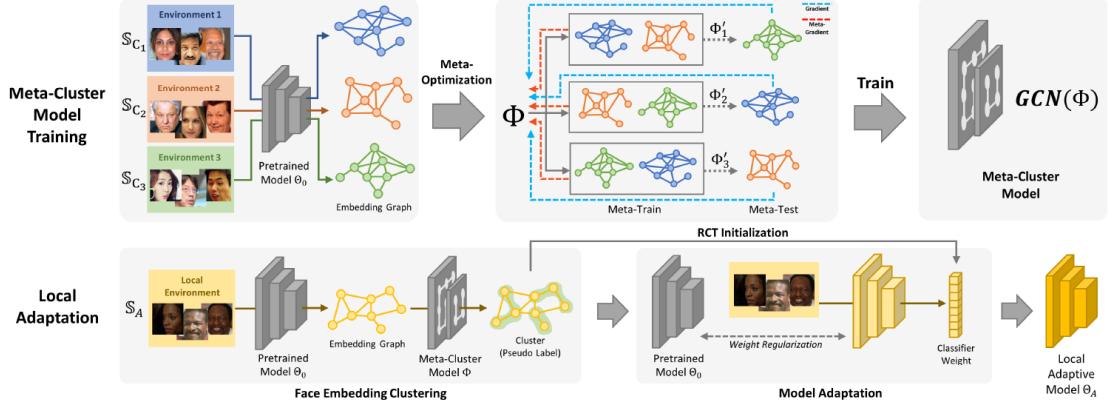 Meta-Cluster
Model
Training
𝕊C1
Environment 1
𝕊C2
Environment 2
𝕊C3
Environment 3
Pretrained
Model Θ0
Embedding Graph
Meta-
Optimization
Φ
Φ′1
Φ′2
Φ′3
Gradient
Meta-
Gradient
Meta-Train
Meta-Test
Train
GCN(Φ)
Meta-Cluster
Model
RCT Initialization
Local
Adaptation
𝕊A
Local
Environment
Pretrained
Model Θ0
Embedding Graph
Meta-Cluster
Model Φ
Cluster
(Pseudo Label)
Face Embedding Clustering
Pretrained
Model Θ0
Weight Regularization
Classifier
Weight
Model Adaptation
Local
Adaptive
Model ΘA